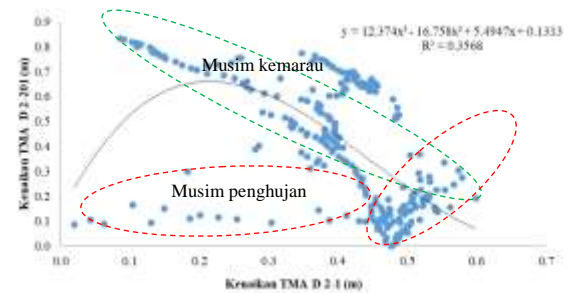 y = 12.374x³ - 16.758x² + 5.4947x + 0.1313
R² = 0.3568
Musim kemarau
Musim penghujan
Kenaikan TMA D 2-201 (m)
0.9
0.8
0.7
0.6
0.5
0.4
0.3
0.2
0.1
0.0
0.0 0.1 0.2 0.3 0.4 0.5 0.6 0.7
Kenaikan TMA D 2-1 (m)